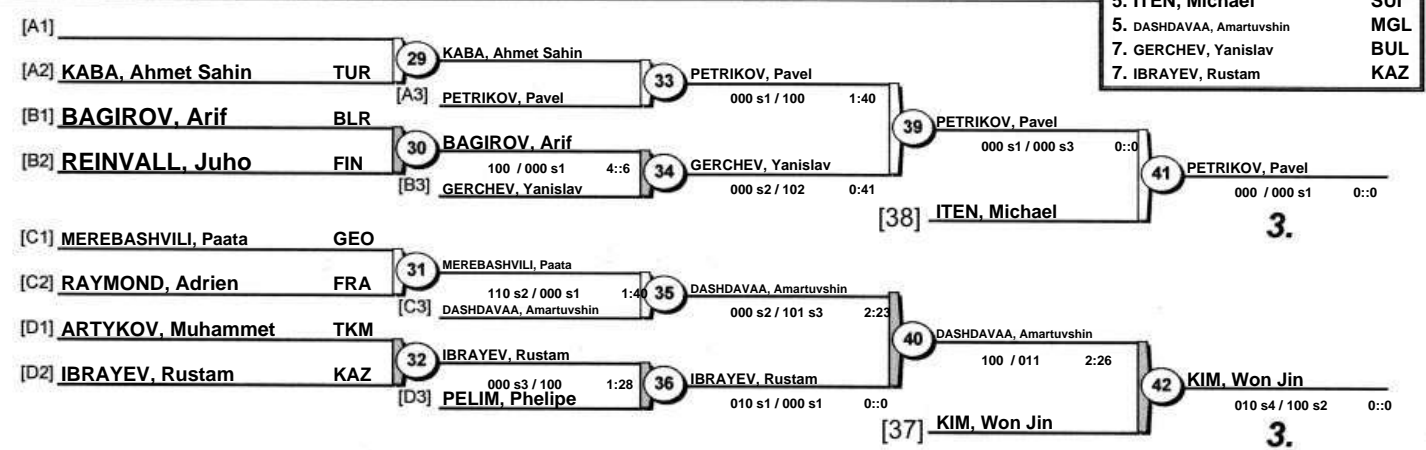 5. ITEN, Michael SUI
5. DASHDAVAA, Amartuvshin MGL
7. GERCHEV, Yanislav BUL
7. IBRAYEV, Rustam KAZ
[A1]
[A2] KABA, Ahmet Sahin TUR
29
KABA, Ahmet Sahin
[A3] PETRIKOV, Pavel
33
PETRIKOV, Pavel
000 s1 / 100 1:40
[B1] BAGIROV, Arif BLR
[B2] REINVALL, Juho FIN
30
BAGIROV, Arif
100 / 000 s1 4::6
[B3] GERCHEV, Yanislav
34
GERCHEV, Yanislav
000 s2 / 102 0:41
39
PETRIKOV, Pavel
000 s1 / 000 s3 0::0
[38] ITEN, Michael
41
PETRIKOV, Pavel
000 / 000 s1 0::0
3.
[C1] MEREBASHVILI, Paata GEO
[C2] RAYMOND, Adrien FRA
31
MEREBASHVILI, Paata
110 s2 / 000 s1 1:40
[C3] DASHDAVAA, Amartuvshin
35
DASHDAVAA, Amartuvshin
000 s2 / 101 s3 2:23
[D1] ARTYKOV, Muhammet TKM
[D2] IBRAYEV, Rustam KAZ
32
IBRAYEV, Rustam
000 s3 / 100 1:28
[D3] PELIM, Phelipe
36
IBRAYEV, Rustam
010 s1 / 000 s1 0::0
40
DASHDAVAA, Amartuvshin
100 / 011 2:26
[37] KIM, Won Jin
42
KIM, Won Jin
010 s4 / 100 s2 0::0
3.